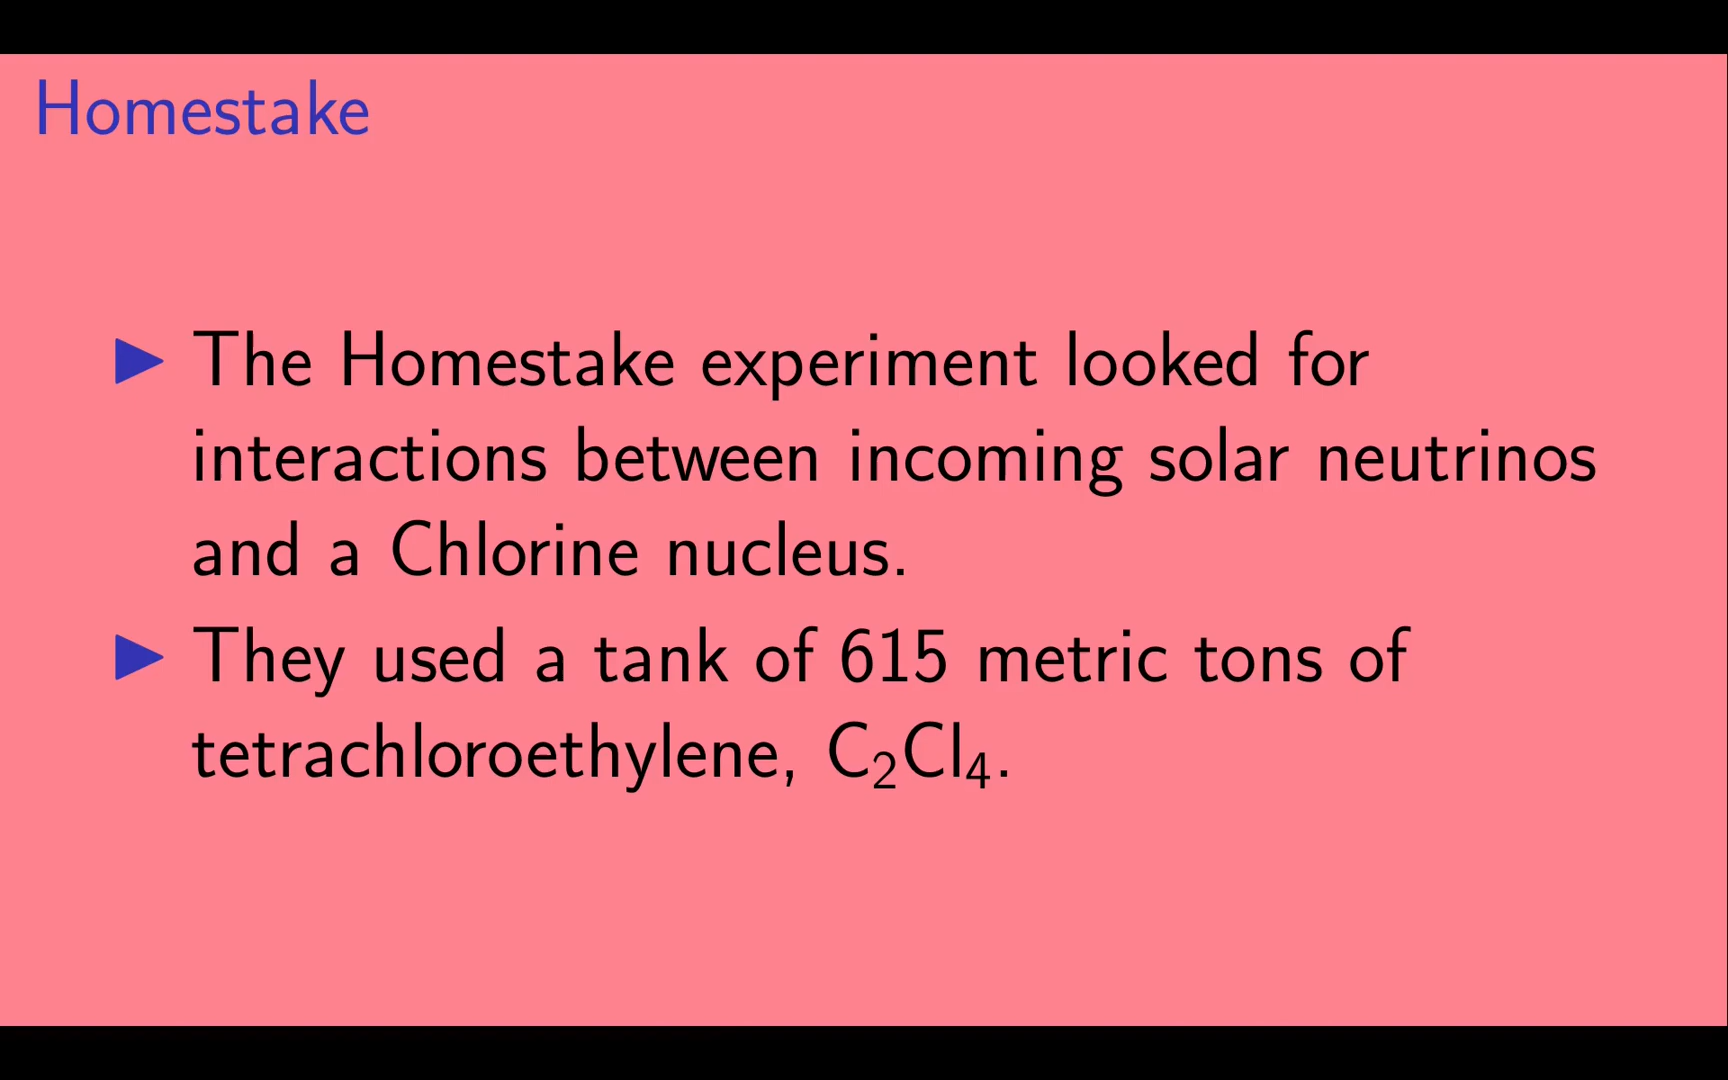 Homestake
▶ The Homestake experiment looked for
interactions between incoming solar neutrinos
and a Chlorine nucleus.
▶ They used a tank of 615 metric tons of
tetrachloroethylene, C₂Cl₄.